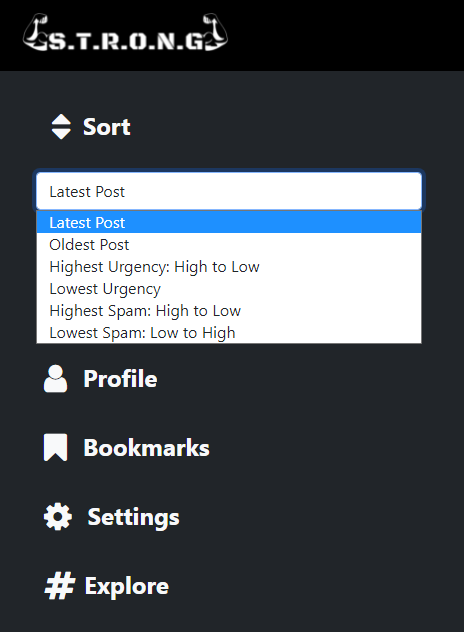 S.T.R.O.N.G
Sort
Latest Post
Latest Post
Oldest Post
Highest Urgency: High to Low
Lowest Urgency
Highest Spam: High to Low
Lowest Spam: Low to High
Profile
Bookmarks
Settings
# Explore